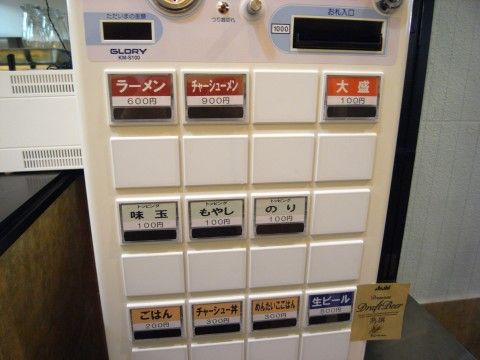 ただいまの金額
つり銭切れ
お札入口
1000
GLORY
KM-S100
ラーメン
600円
チャーシューメン
900円
大盛
100円
トッピング
味玉
100円
トッピング
もやし
100円
トッピング
のり
100円
ごはん
200円
チャーシュー丼
300円
めんたいこごはん
300円
生ビール
500円
Asahi
Premium
Draft Beer
Asahi